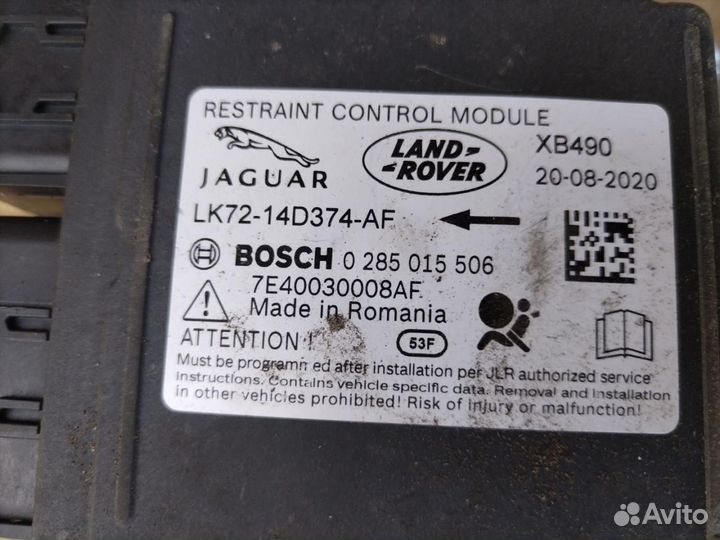 RESTRAINT CONTROL MODULE
JAGUAR
LAND-
-ROVER
XB490
20-08-2020
LK72-14D374-AF
BOSCH 0 285 015 506
7E40030008AF
Made in Romania
ATTENTION !
53F
Must be programm ed after installation per JLR authorized service
Instructions. Contains vehicle specific data. Removal and Installation
in other vehicles prohibited! Risk of injury or malfunction!
Avito